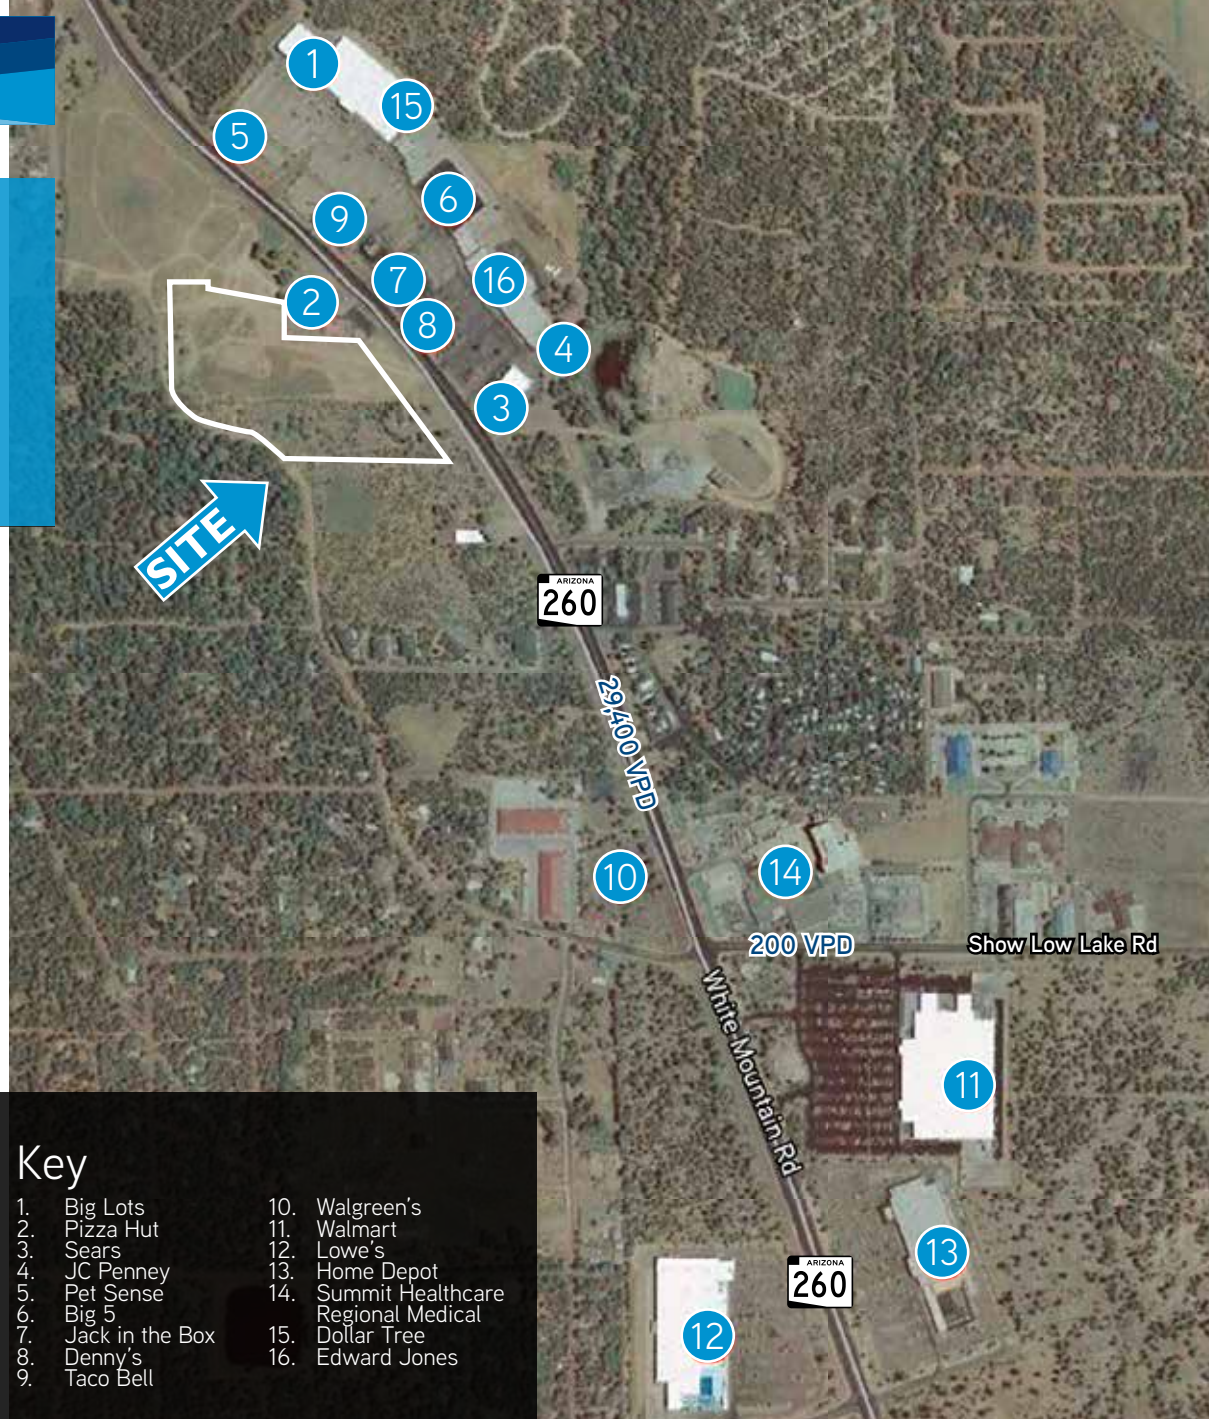 1
15
5
6
9
7
16
2
8
4
3
SITE
ARIZONA
260
29,400 VPD
10
14
200 VPD
Show Low Lake Rd
White Mountain Rd
11
13
ARIZONA
260
12
Key
1. Big Lots
2. Pizza Hut
3. Sears
4. JC Penney
5. Pet Sense
6. Big 5
7. Jack in the Box
8. Denny's
9. Taco Bell
10. Walgreen's
11. Walmart
12. Lowe's
13. Home Depot
14. Summit Healthcare
Regional Medical
15. Dollar Tree
16. Edward Jones